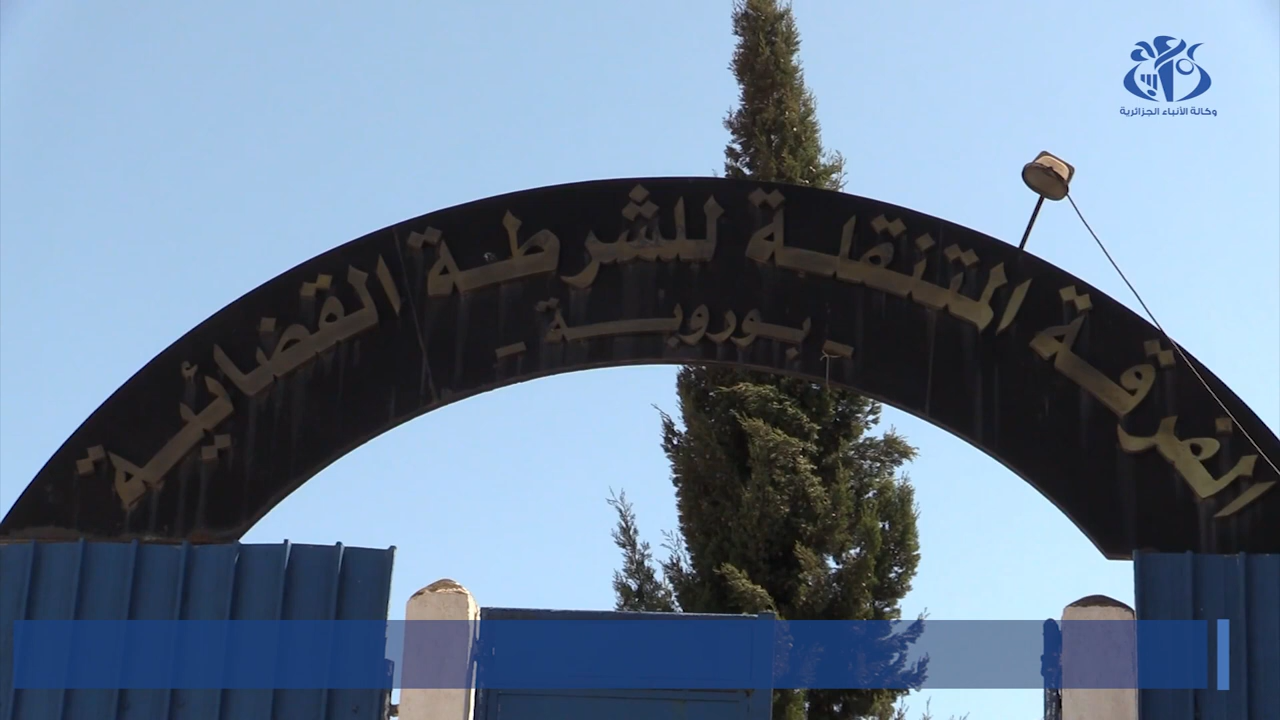 وكالة الأنباء الجزائرية
الفرقة المتنقلة للشرطة القضائية
- بوروبة -